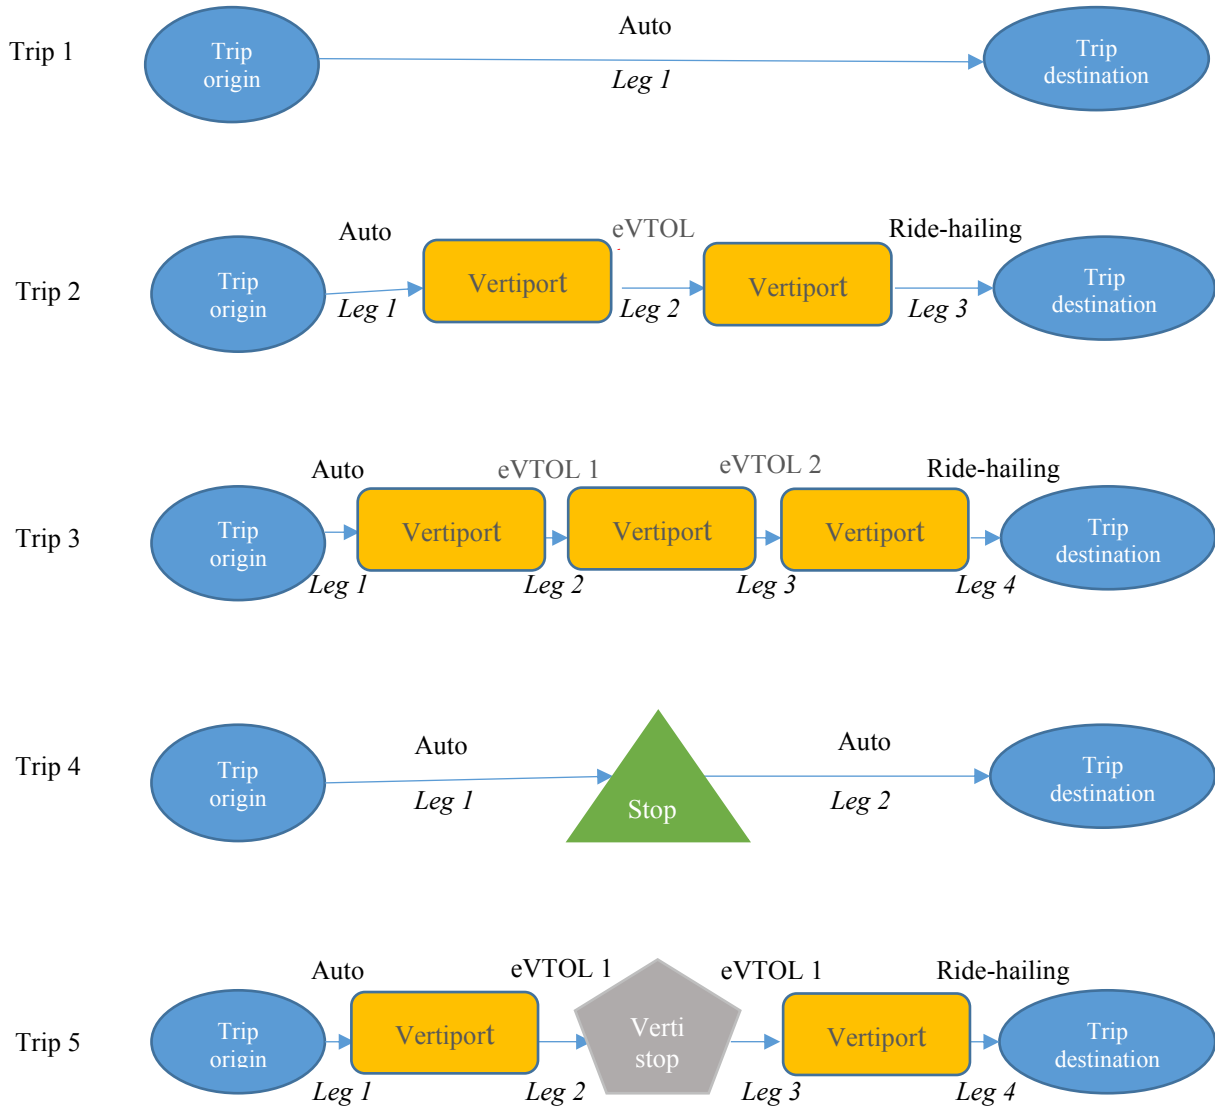 Trip 1
Trip
origin
Auto
Leg 1
Trip
destination
Trip 2
Trip
origin
Auto
Leg 1
Vertiport
eVTOL
Leg 2
Vertiport
Ride-hailing
Leg 3
Trip
destination
Trip 3
Trip
origin
Auto
Leg 1
Vertiport
eVTOL 1
Leg 2
Vertiport
eVTOL 2
Leg 3
Vertiport
Ride-hailing
Leg 4
Trip
destination
Trip 4
Trip
origin
Auto
Leg 1
Stop
Auto
Leg 2
Trip
destination
Trip 5
Trip
origin
Auto
Leg 1
Vertiport
eVTOL 1
Leg 2
Verti
stop
eVTOL 1
Leg 3
Vertiport
Ride-hailing
Leg 4
Trip
destination